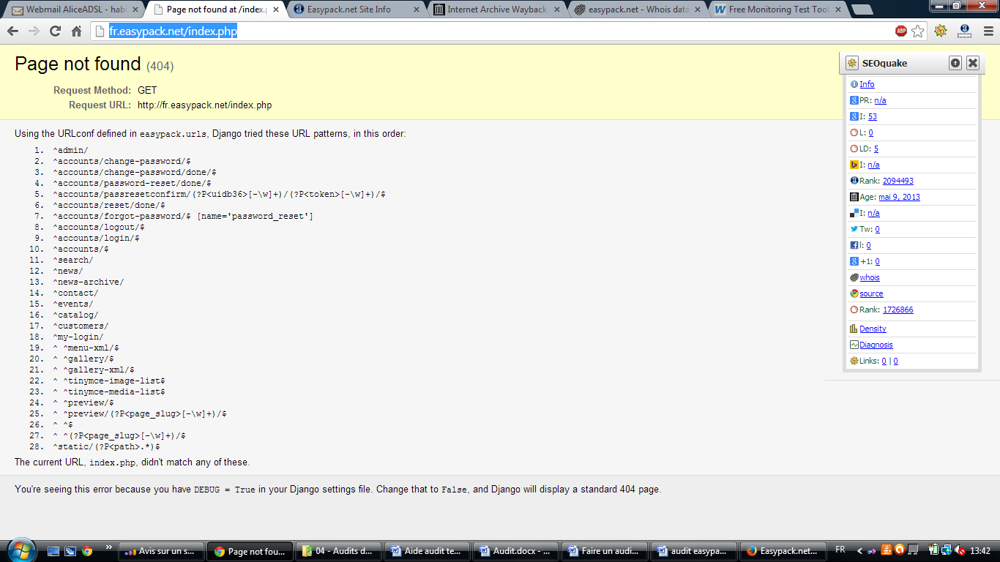 Webmail AliceADSL - habi
Page not found at /index.p
Easypack.net Site Info
Internet Archive Wayback
easypack.net - Whois data
Free Monitoring Test Tool
fr.easypack.net/index.php
ABP
Page not found (404)
Request Method: GET
Request URL: http://fr.easypack.net/index.php
Using the URLconf defined in easypack.urls, Django tried these URL patterns, in this order:
1. ^admin/
2. ^accounts/change-password/$
3. ^accounts/change-password/done/$
4. ^accounts/password-reset/done/$
5. ^accounts/passresetconfirm/(?P<uidb36>[-\w]+)/(?P<token>[-\w]+)/$
6. ^accounts/reset/done/$
7. ^accounts/forgot-password/$ [name='password_reset']
8. ^accounts/logout/$
9. ^accounts/login/$
10. ^accounts/$
11. ^search/
12. ^news/
13. ^news-archive/
14. ^contact/
15. ^events/
16. ^catalog/
17. ^customers/
18. ^my-login/
19. ^ ^menu-xml/$
20. ^ ^gallery/$
21. ^ ^gallery-xml/$
22. ^ ^tinymce-image-list$
23. ^ ^tinymce-media-list$
24. ^ ^preview/$
25. ^ ^preview/(?P<page_slug>[-\w]+)/$
26. ^ ^$
27. ^ ^(?P<page_slug>[-\w]+)/$
28. ^static/(?P<path>.*)$
The current URL, index.php, didn't match any of these.
You're seeing this error because you have DEBUG = True in your Django settings file. Change that to False, and Django will display a standard 404 page.
SEOquake
Info
PR: n/a
I: 53
L: 0
LD: 5
I: n/a
Rank: 2094493
Age: mai 9, 2013
I: n/a
Tw: 0
l: 0
+1: 0
whois
source
Rank: 1726866
Density
Diagnosis
Links: 0 | 0
Avis sur un s...
Page not fou...
04 - Audits d...
Aide audit te...
Audit.docx - ...
Faire un audi...
audit easypa...
Easypack.net...
FR
13:42